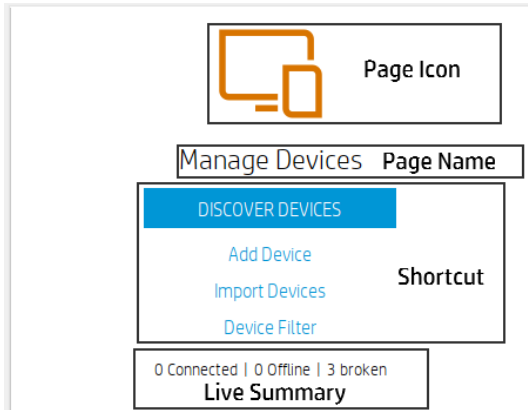 Page Icon
Manage Devices Page Name
DISCOVER DEVICES
Add Device
Shortcut
Import Devices
Device Filter
0 Connected | 0 Offline | 3 broken
Live Summary